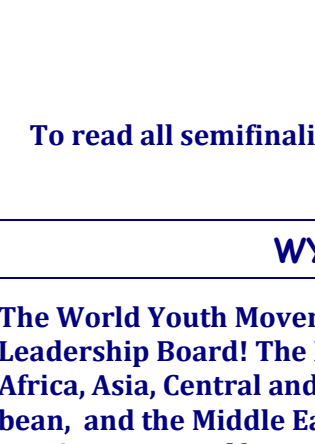 To read all semifinali
WY
The World Youth Mover
Leadership Board! The
Africa, Asia, Central and
bean, and the Middle Ea